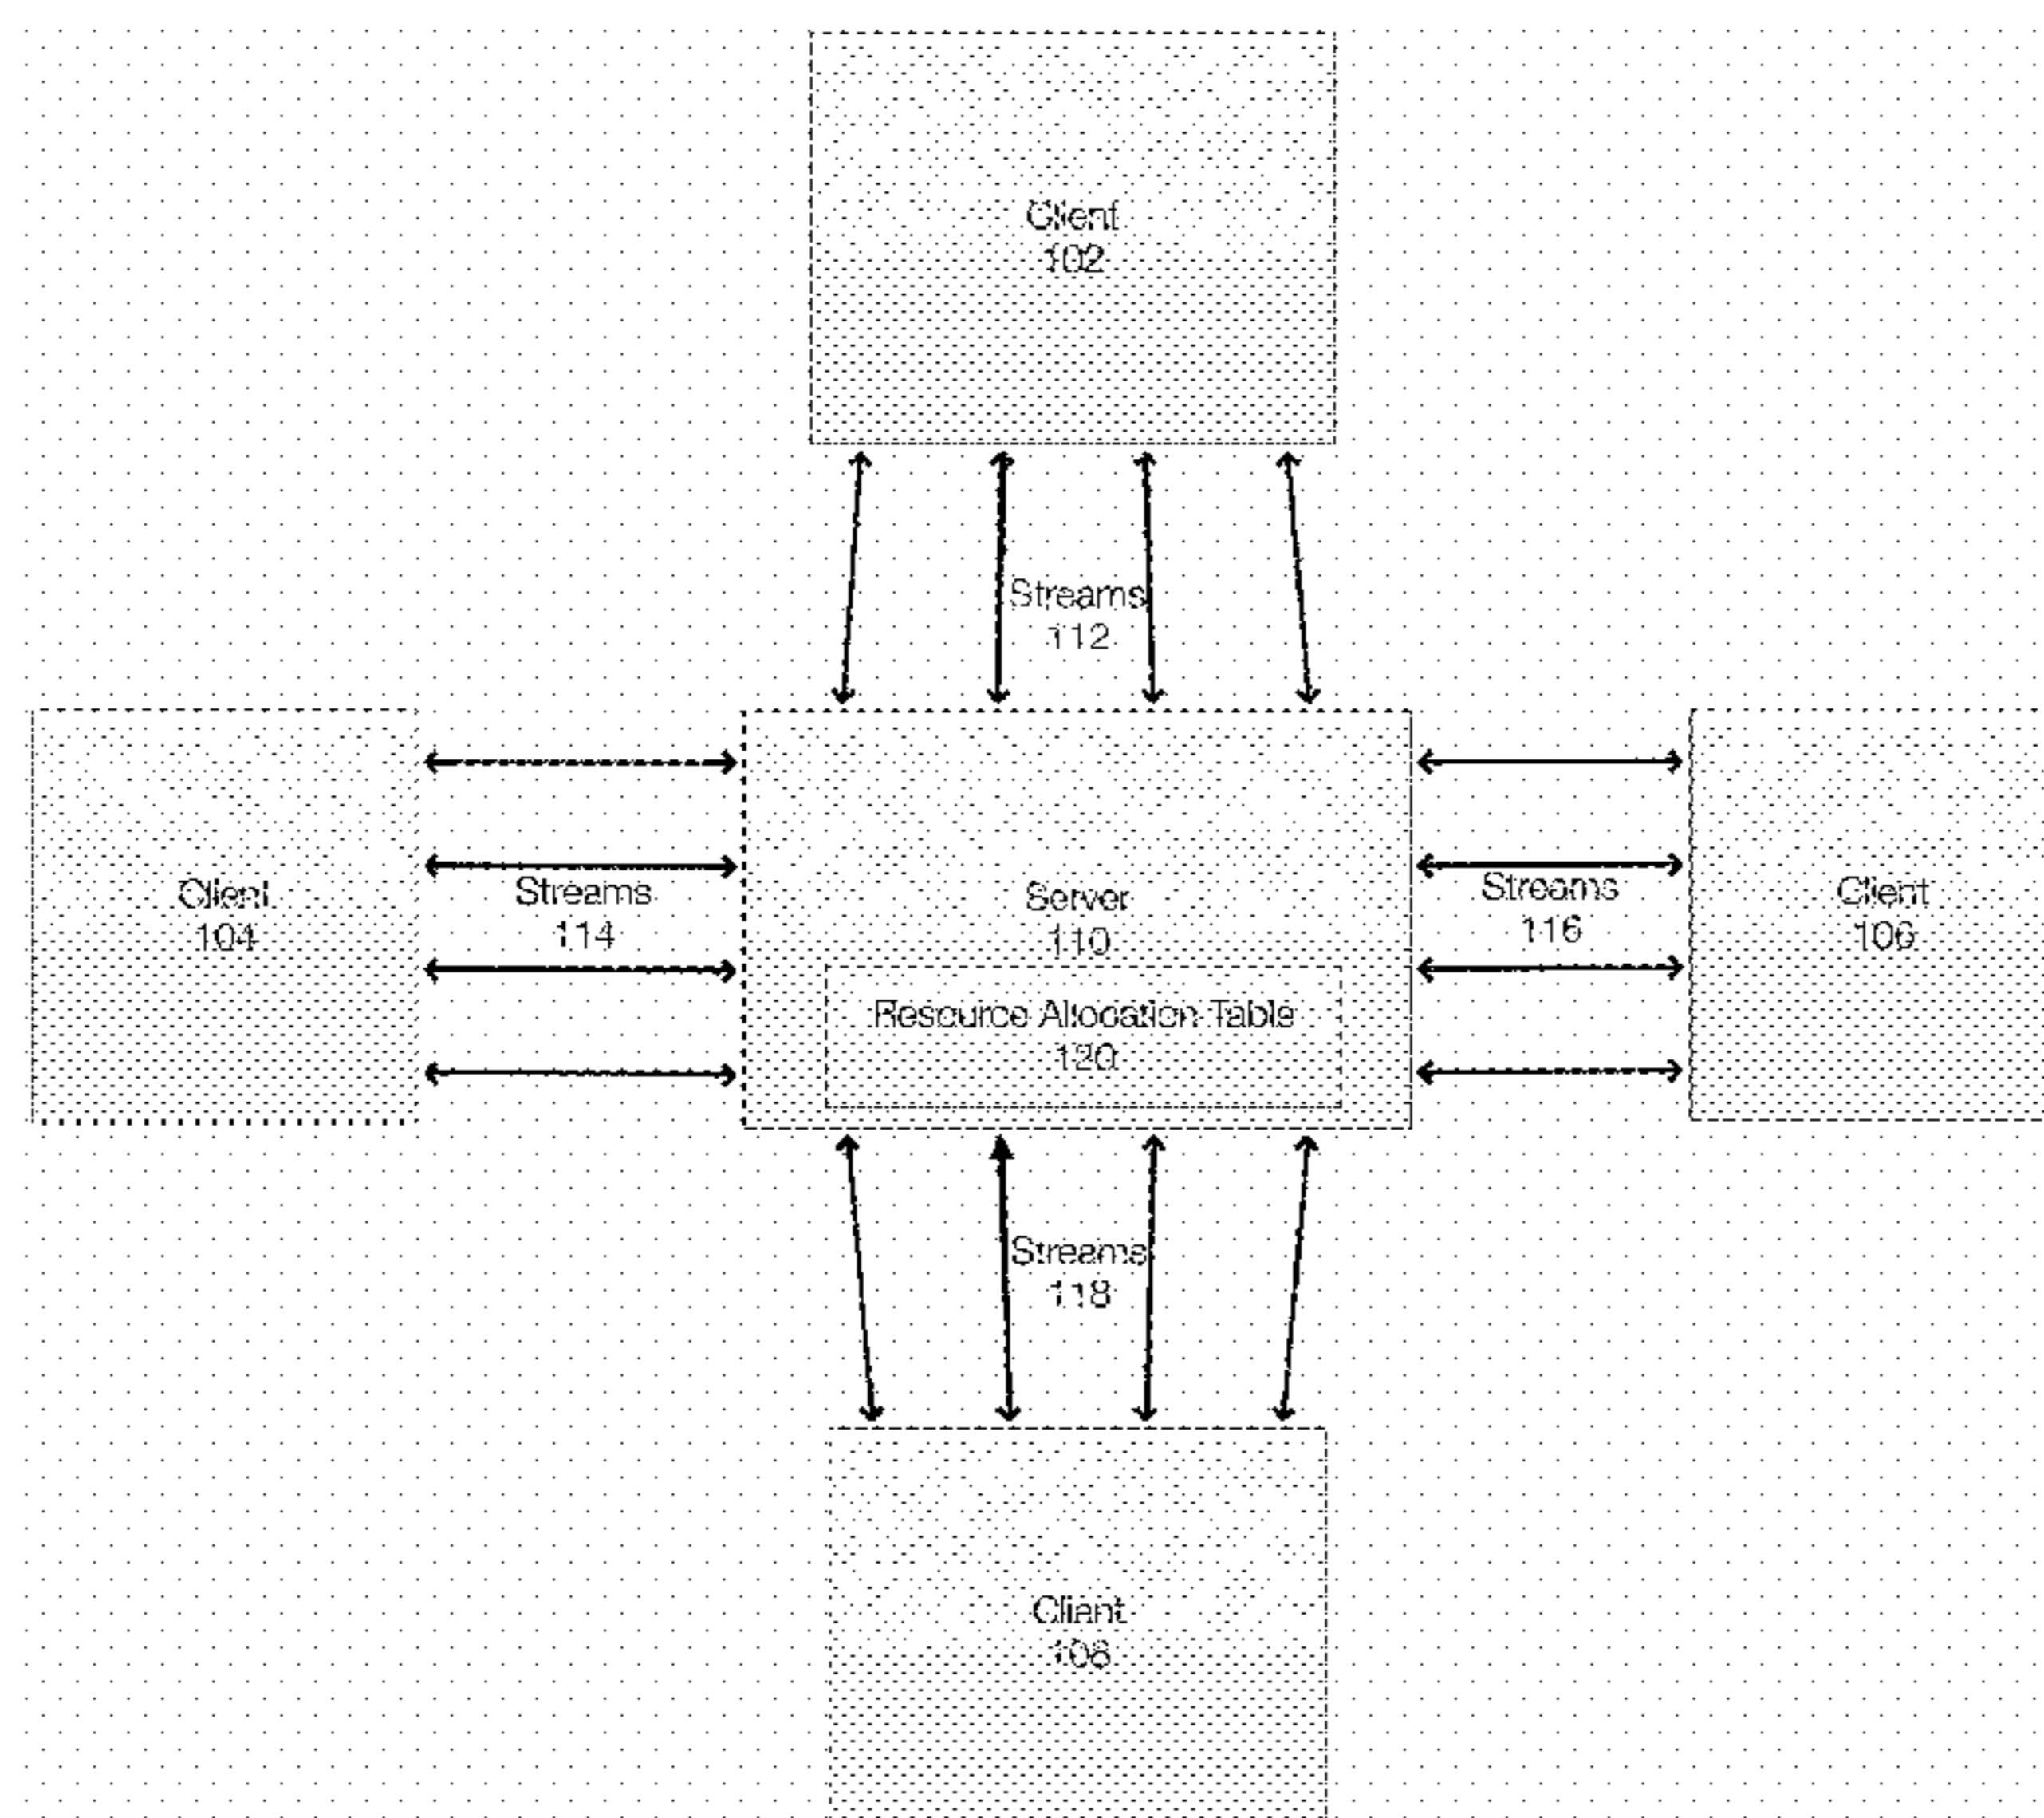 Client
102
Streams
112
Client
104
Streams
114
Server
110
Streams
116
Client
106
Resource Allocation Table
120
Streams
118
Client
108